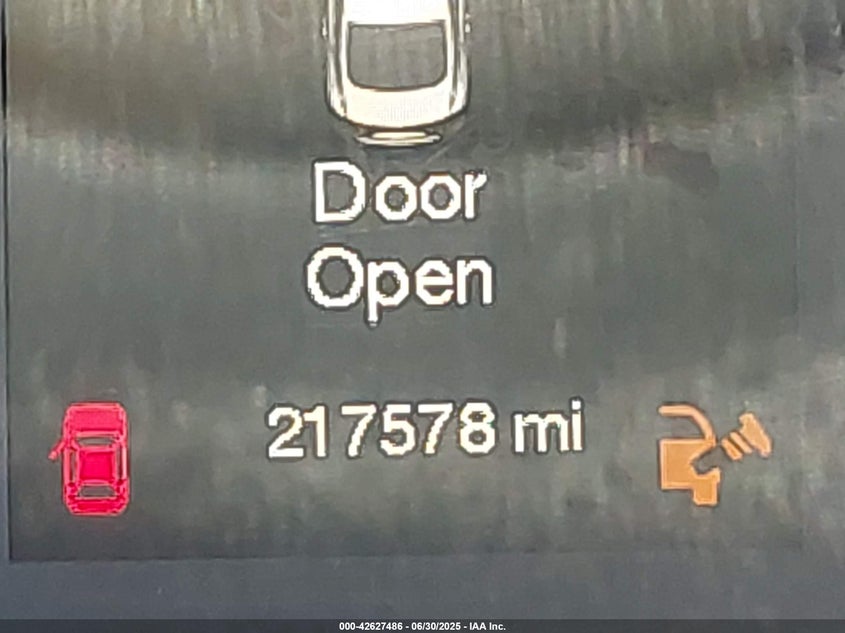 Door
Open
217578 mi
000-42627486 - 06/30/2025 - IAA Inc.